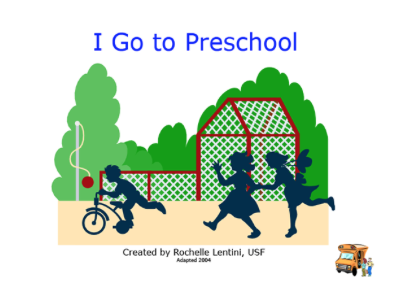 I Go to Preschool
Created by Rochelle Lentini, USF
Adapted 2004